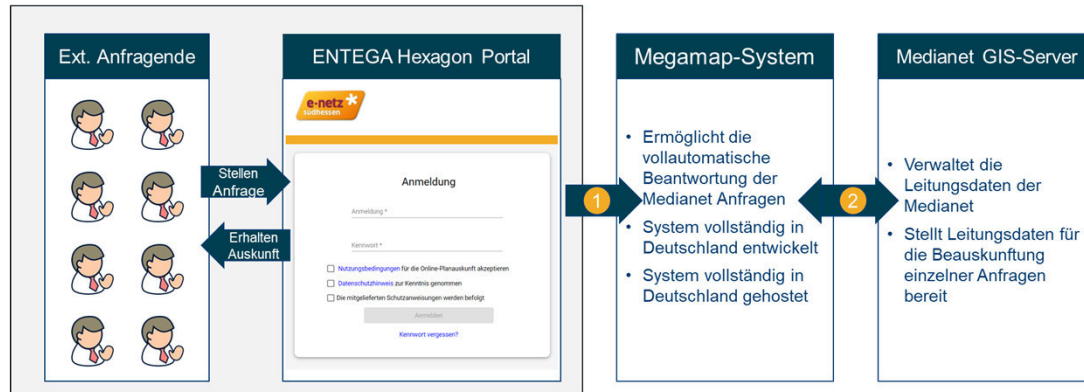 Ext. Anfragende
ENTEGA Hexagon Portal
Megamap-System
Medianet GIS-Server
e-netz
südhessen
Stellen
Anfrage
Erhalten
Auskunft
Anmeldung
Anmeldung *
Kennwort *
Nutzungsbedingungen für die Online-Planauskunft akzeptieren
Datenschutzhinweis zur Kenntnis genommen
Die mitgelieferten Schutzanweisungen werden befolgt
Anmelden
Kennwort vergessen?
1
• Ermöglicht die
vollautomatische
Beantwortung der
Medianet Anfragen
• System vollständig in
Deutschland entwickelt
• System vollständig in
Deutschland gehostet
2
• Verwaltet die
Leitungsdaten der
Medianet
• Stellt Leitungsdaten für
die Beauskunftung
einzelner Anfragen
bereit